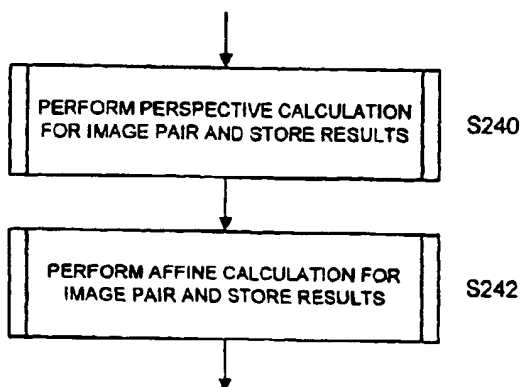 PERFORM PERSPECTIVE CALCULATION
FOR IMAGE PAIR AND STORE RESULTS
S240
PERFORM AFFINE CALCULATION FOR
IMAGE PAIR AND STORE RESULTS
S242